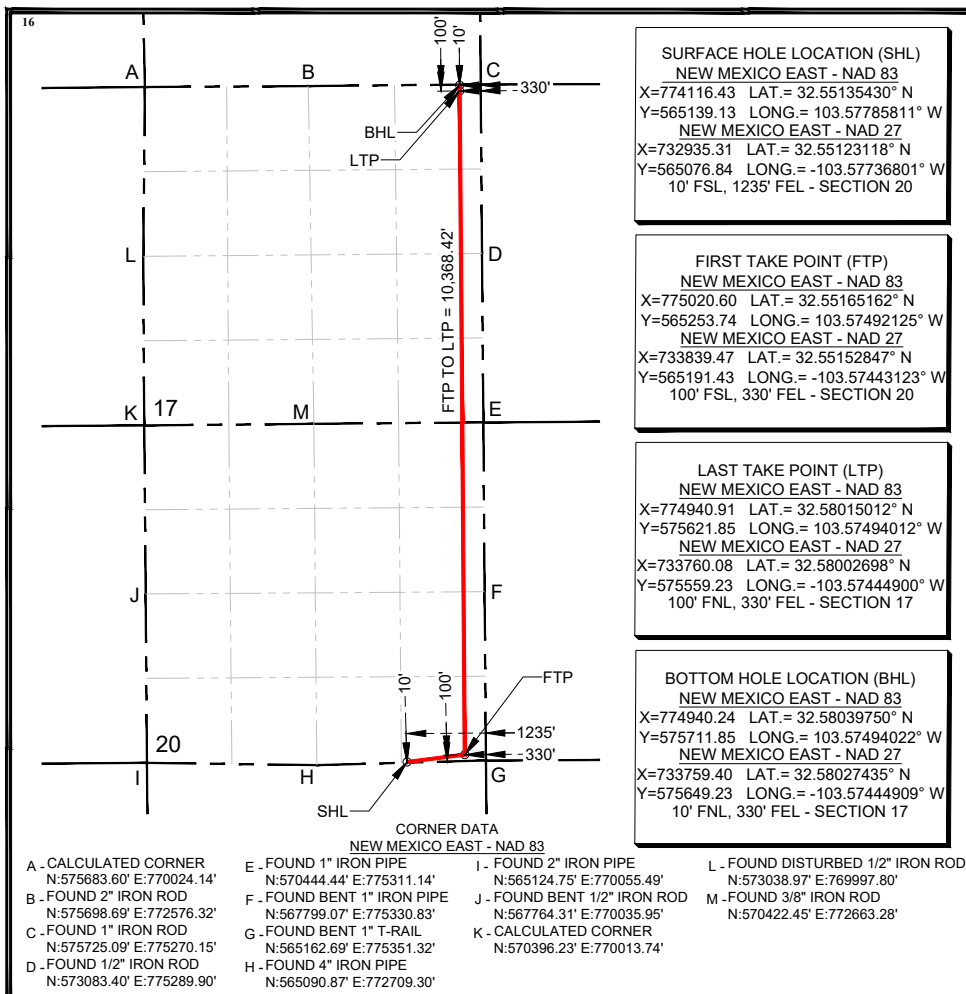 16
100'
10'
A
B
C
330'
BHL
LTP
L
D
FTP TO LTP = 10,368.42'
K
17
M
E
J
F
10'
100'
FTP
1235'
330'
20
I
H
G
SHL
SURFACE HOLE LOCATION (SHL)
NEW MEXICO EAST - NAD 83
X=774116.43 LAT.= 32.55135430° N
Y=565139.13 LONG.= 103.57785811° W
NEW MEXICO EAST - NAD 27
X=732935.31 LAT.= 32.55123118° N
Y=565076.84 LONG.= -103.57736801° W
10' FSL, 1235' FEL - SECTION 20
FIRST TAKE POINT (FTP)
NEW MEXICO EAST - NAD 83
X=775020.60 LAT.= 32.55165162° N
Y=565253.74 LONG.= 103.57492125° W
NEW MEXICO EAST - NAD 27
X=733839.47 LAT.= 32.55152847° N
Y=565191.43 LONG.= -103.57443123° W
100' FSL, 330' FEL - SECTION 20
LAST TAKE POINT (LTP)
NEW MEXICO EAST - NAD 83
X=774940.91 LAT.= 32.58015012° N
Y=575621.85 LONG.= 103.57494012° W
NEW MEXICO EAST - NAD 27
X=733760.08 LAT.= 32.58002698° N
Y=575559.23 LONG.= -103.57444900° W
100' FNL, 330' FEL - SECTION 17
BOTTOM HOLE LOCATION (BHL)
NEW MEXICO EAST - NAD 83
X=774940.24 LAT.= 32.58039750° N
Y=575711.85 LONG.= 103.57494022° W
NEW MEXICO EAST - NAD 27
X=733759.40 LAT.= 32.58027435° N
Y=575649.23 LONG.= -103.57444909° W
10' FNL, 330' FEL - SECTION 17
CORNER DATA
NEW MEXICO EAST - NAD 83
A - CALCULATED CORNER
N:575683.60' E:770024.14'
B - FOUND 2" IRON ROD
N:575698.69' E:772576.32'
C - FOUND 1" IRON ROD
N:575725.09' E:775270.15'
D - FOUND 1/2" IRON ROD
N:573083.40' E:775289.90'
E - FOUND 1" IRON PIPE
N:570444.44' E:775311.14'
F - FOUND BENT 1" IRON PIPE
N:567799.07' E:775330.83'
G - FOUND BENT 1" T-RAIL
N:565162.69' E:775351.32'
H - FOUND 4" IRON PIPE
N:565090.87' E:772709.30'
I - FOUND 2" IRON PIPE
N:565124.75' E:770055.49'
J - FOUND BENT 1/2" IRON ROD
N:567764.31' E:770035.95'
K - CALCULATED CORNER
N:570396.23' E:770013.74'
L - FOUND DISTURBED 1/2" IRON ROD
N:573038.97' E:769997.80'
M - FOUND 3/8" IRON ROD
N:570422.45' E:772663.28'